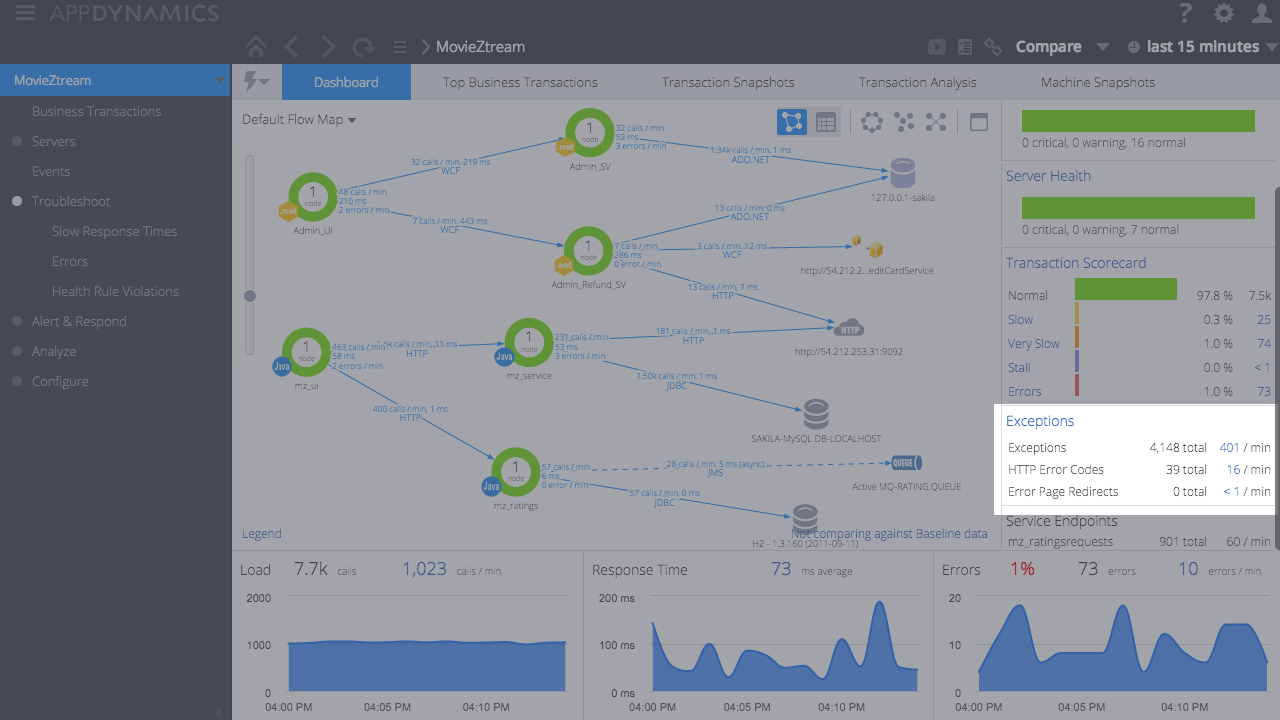 APPDYNAMICS
?
MovieZtream
Compare
last 15 minutes
MovieZtream
Business Transactions
Servers
Events
Troubleshoot
Slow Response Times
Errors
Health Rule Violations
Alert & Respond
Analyze
Configure
Dashboard
Top Business Transactions
Transaction Snapshots
Transaction Analysis
Machine Snapshots
Default Flow Map
1
node
.net
Admin_UI
48 calls / min
210 ms
2 errors / min
32 calls / min, 219 ms
WCF
7 calls / min, 443 ms
WCF
1
node
.net
Admin_SV
32 calls / min
52 ms
3 errors / min
1.34k calls / min, 1 ms
ADO.NET
127.0.0.1-sakila
1
node
.net
Admin_Refund_SV
7 calls / min
286 ms
0 error / min
13 calls / min, 0 ms
ADO.NET
3 calls / min, 12 ms
WCF
http://54.212.2...editCardService
13 calls / min, 7 ms
HTTP
HTTP
http://54.212.253.31:9092
1
node
Java
mz_ui
463 calls / min
58 ms
2 errors / min
1.5k calls / min, 11 ms
HTTP
400 calls / min, 1 ms
HTTP
1
node
Java
mz_service
231 calls / min
53 ms
3 errors / min
181 calls / min, 1 ms
HTTP
1.50k calls / min, 1 ms
JDBC
SAKILA-MySQL DB-LOCALHOST
1
node
Java
mz_ratings
57 calls / min
6 ms
0 error / min
28 calls / min, 5 ms (async)
JMS
QUEUE
Active MQ-RATING.QUEUE
57 calls / min, 0 ms
JDBC
H2 - 1.3.160 (2011-09-11)
Legend
Not comparing against Baseline data
0 critical, 0 warning, 16 normal
Server Health
0 critical, 0 warning, 7 normal
Transaction Scorecard
Normal 97.8 % 7.5k
Slow 0.3 % 25
Very Slow 1.0 % 74
Stall 0.0 % < 1
Errors 1.0 % 73
Exceptions
Exceptions 4,148 total 401 / min
HTTP Error Codes 39 total 16 / min
Error Page Redirects 0 total < 1 / min
Service Endpoints
mz_ratingsrequests 901 total 60 / min
Load 7.7k calls 1,023 calls / min
2000
1000
0
04:00 PM 04:05 PM 04:10 PM
Response Time 73 ms average
200 ms
100 ms
0 ms
04:00 PM 04:05 PM 04:10 PM
Errors 1% 73 errors 10 errors / min
20
10
0
04:00 PM 04:05 PM 04:10 PM